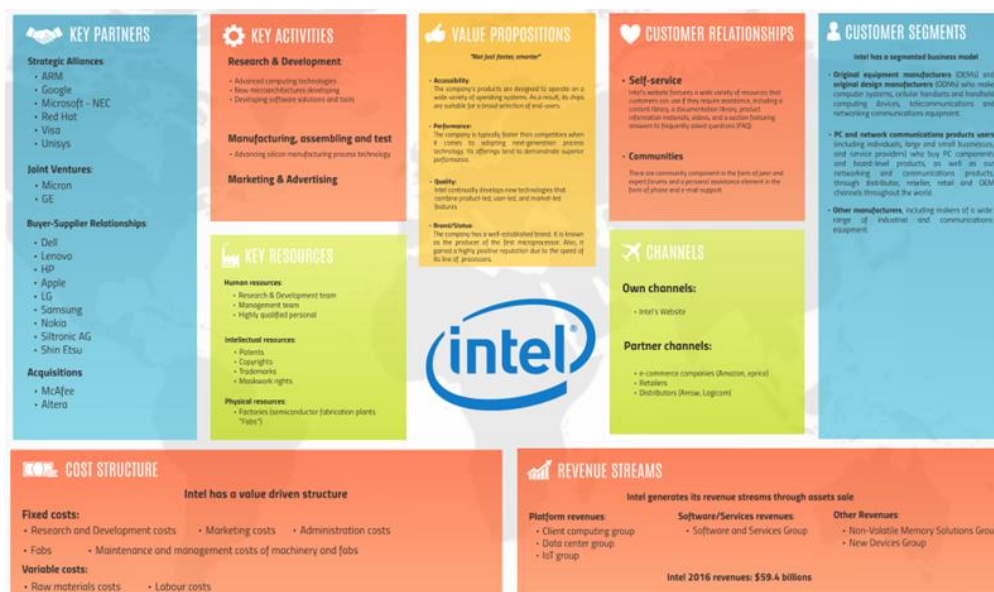 KEY PARTNERS
Strategic Alliances:
• ARM
• Google
• Microsoft - NEC
• Red Hat
• Visa
• Unisys
Joint Ventures:
• Micron
• GE
Buyer-Supplier Relationships:
• Dell
• Lenovo
• HP
• Apple
• LG
• Samsung
• Nokia
• Siltronic AG
• Shin Etsu
Acquisitions
• McAfee
• Altera
KEY ACTIVITIES
Research & Development
• Advanced computing technologies
• New microarchitectures developing
• Developing software solutions and tools
Manufacturing, assembling and test
• Advancing silicon manufacturing process technology
Marketing & Advertising
KEY RESOURCES
Human resources:
• Research & Development team
• Management team
• Highly qualified personal
Intellectual resources:
• Patents
• Copyrights
• Trademarks
• Maskwork rights
Physical resources:
• Factories (semiconductor fabrication plants
"Fabs")
VALUE PROPOSITIONS
"Not just faster, smarter"
• Accessibility:
The company's products are designed to operate on a
wide variety of operating systems. As a result, its chips
are suitable for a broad selection of end-users.
• Performance:
The company is typically faster than competitors when
it comes to adopting next-generation process
technology. Its offerings tend to demonstrate superior
performance.
• Quality:
Intel continually develops new technologies that
combine product-led, user-led, and market-led
features
• Brand/Status:
The company has a well-established brand. It is known
as the producer of the first microprocessor. Also, it
gained a highly positive reputation due to the speed of
its line of processors.
intel
CUSTOMER RELATIONSHIPS
• Self-service
Intel's website features a wide variety of resources that
customers can use if they require assistance, including a
content library, a documentation library, product
information materials, videos, and a section featuring
answers to frequently asked questions (FAQ)
• Communities
There are community component in the form of peer and
expert forums and a personal assistance element in the
form of phone and e-mail support.
CHANNELS
Own channels:
• Intel's Website
Partner channels:
• e-commerce companies (Amazon, eprice)
• Retailers
• Distributors (Arrow, Logicom)
CUSTOMER SEGMENTS
Intel has a segmented business model
• Original equipment manufacturers (OEMs) and
original design manufacturers (ODMs) who make
computer systems, cellular handsets and handheld
computing devices, telecommunications and
networking communications equipment.
• PC and network communications products users
(including individuals, large and small businesses,
and service providers) who buy PC components
and board-level products, as well as our
networking and communications products,
through distributor, reseller, retail and OEM
channels throughout the world.
• Other manufacturers, including makers of a wide
range of industrial and communications
equipment.
COST STRUCTURE
Intel has a value driven structure
Fixed costs:
• Research and Development costs • Marketing costs • Administration costs
• Fabs • Maintenance and management costs of machinery and fabs
Variable costs:
• Raw materials costs • Labour costs
REVENUE STREAMS
Intel generates its revenue streams through assets sale
Platform revenues:
• Client computing group
• Data center group
• IoT group
Software/Services revenues:
• Software and Services Group
Other Revenues:
• Non-Volatile Memory Solutions Grou
• New Devices Group
Intel 2016 revenues: $59.4 billions